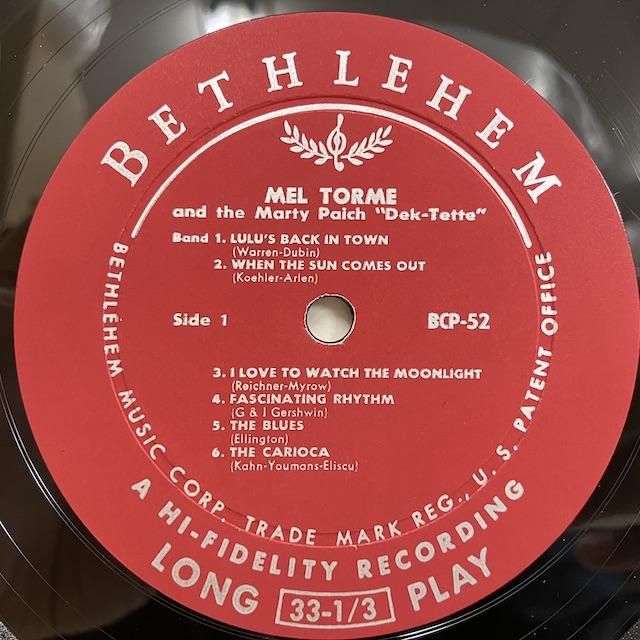 BETHLEHEM
MEL TORME
and the Marty Paich "Dek-Tette"
Band 1. LULU'S BACK IN TOWN
(Warren-Dubin)
2. WHEN THE SUN COMES OUT
(Koehler-Arlen)
Side 1
BCP-52
3. I LOVE TO WATCH THE MOONLIGHT
(Reichner-Myrow)
4. FASCINATING RHYTHM
(G & I Gershwin)
5. THE BLUES
(Ellington)
6. THE CARIOCA
(Kahn-Youmans-Eliscu)
BETHLEHEM MUSIC CORP. TRADE MARK REG., U. S. PATENT OFFICE
A HI-FIDELITY RECORDING
LONG 33-1/3 PLAY